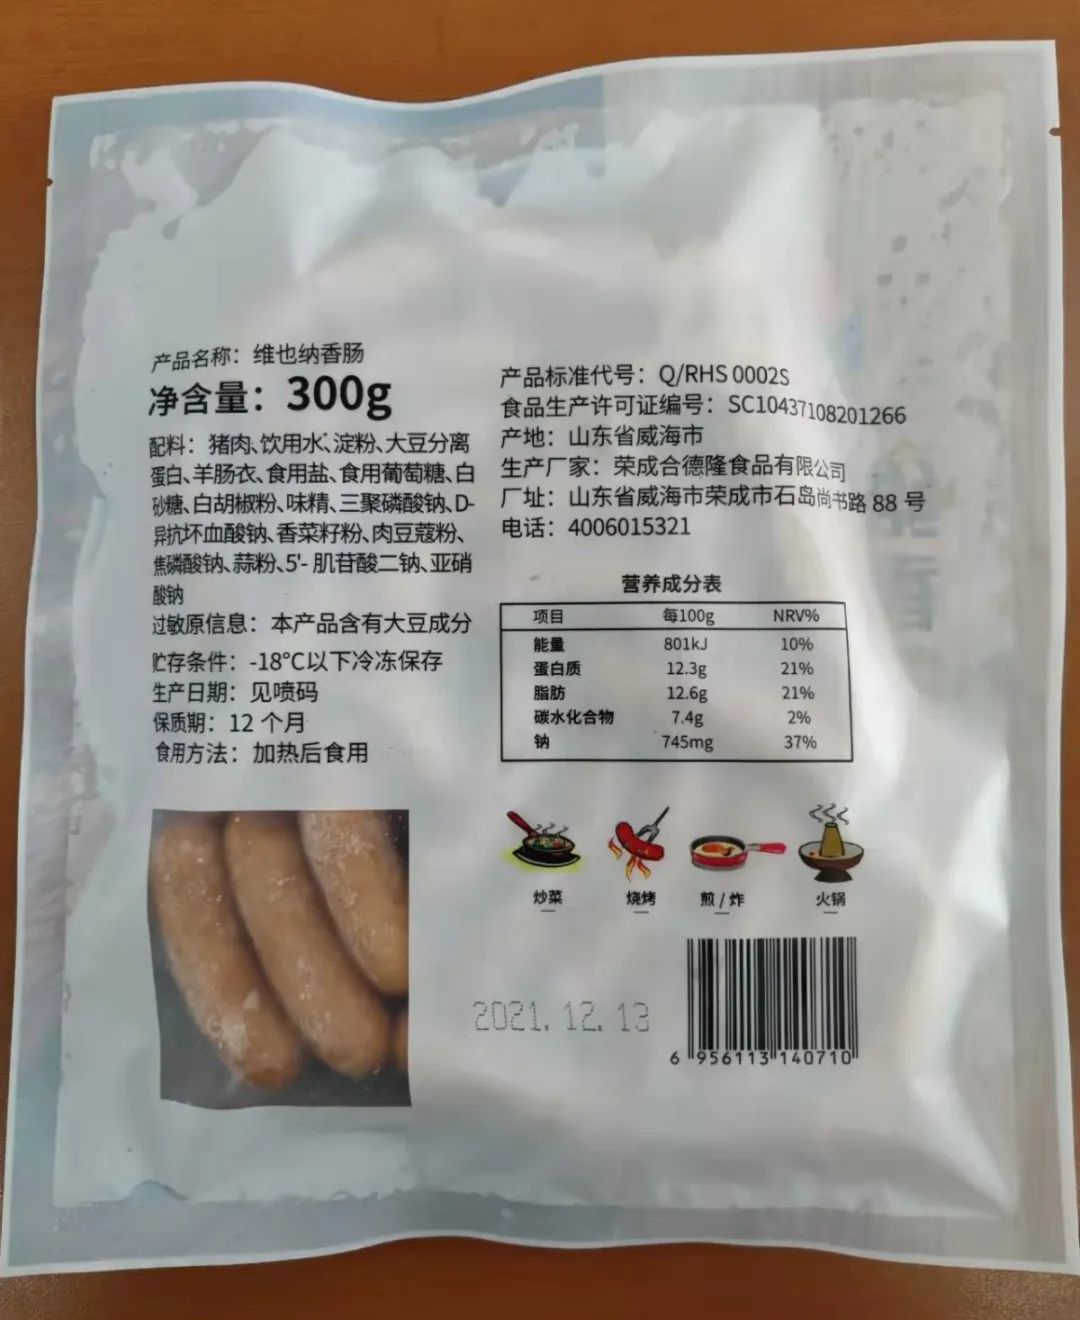 产品名称：维也纳香肠
净含量：300g
配料：猪肉、饮用水、淀粉、大豆分离
蛋白、羊肠衣、食用盐、食用葡萄糖、白
砂糖、白胡椒粉、味精、三聚磷酸钠、D-
异抗坏血酸钠、香菜籽粉、肉豆蔻粉、
焦磷酸钠、蒜粉、5'-肌苷酸二钠、亚硝
酸钠
过敏原信息：本产品含有大豆成分
贮存条件：-18℃以下冷冻保存
生产日期：见喷码
保质期：12个月
食用方法：加热后食用
产品标准代号：Q/RHS 0002S
食品生产许可证编号：SC10437108201266
产地：山东省威海市
生产厂家：荣成合德隆食品有限公司
厂址：山东省威海市荣成市石岛尚书路 88 号
电话：4006015321
营养成分表
项目 每100g NRV%
能量 801kJ 10%
蛋白质 12.3g 21%
脂肪 12.6g 21%
碳水化合物 7.4g 2%
钠 745mg 37%
炒菜 烧烤 煎/炸 火锅
2021. 12. 13
6 956113 140710